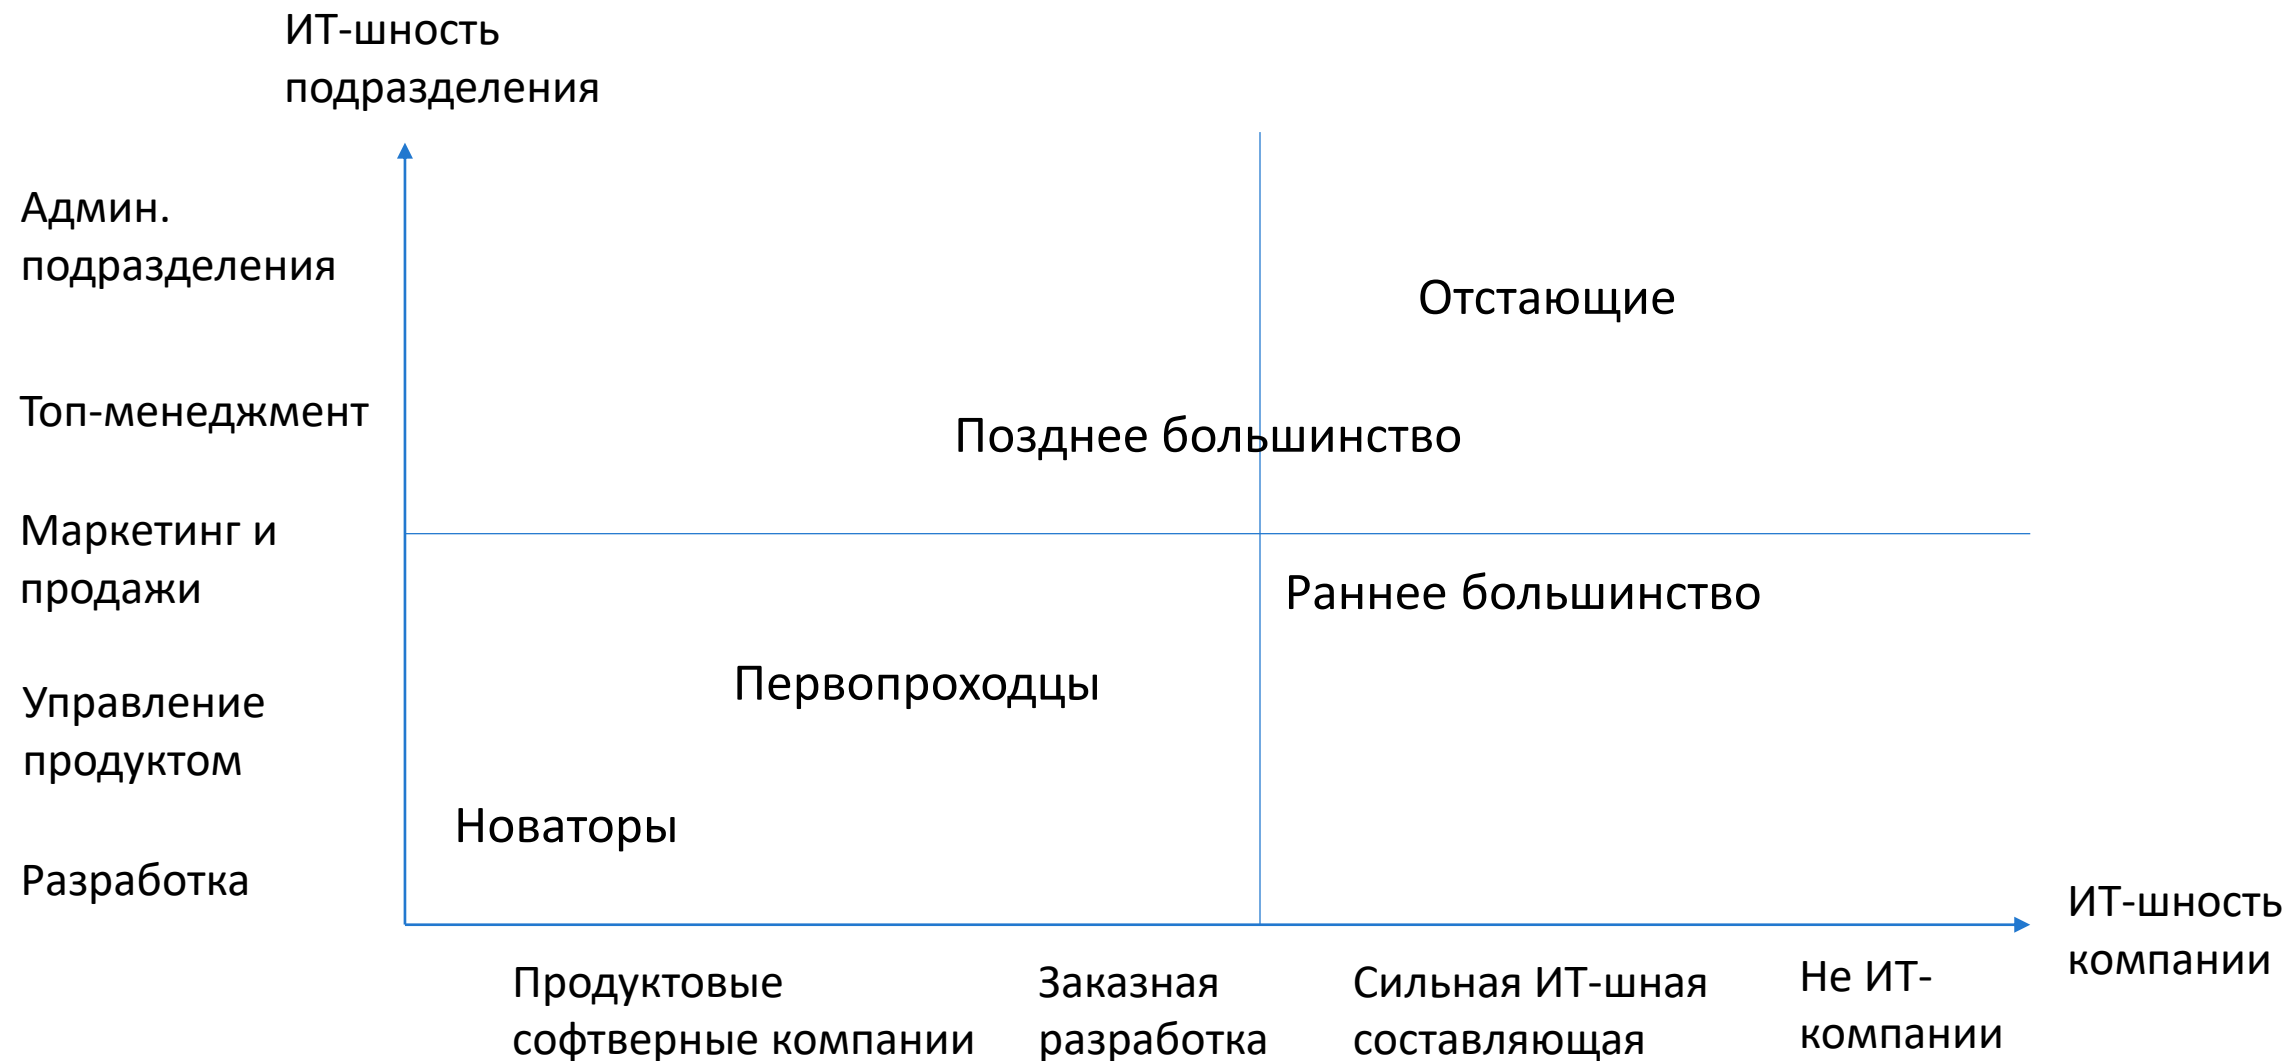 ИТ-шность
подразделения
Админ.
подразделения
Отстающие
Топ-менеджмент
Позднее большинство
Маркетинг и
продажи
Раннее большинство
Первопроходцы
Управление
продуктом
Новаторы
Разработка
ИТ-шность
компании
Продуктовые
софтверные компании
Заказная
разработка
Сильная ИТ-шная
составляющая
Не ИТ-
компании